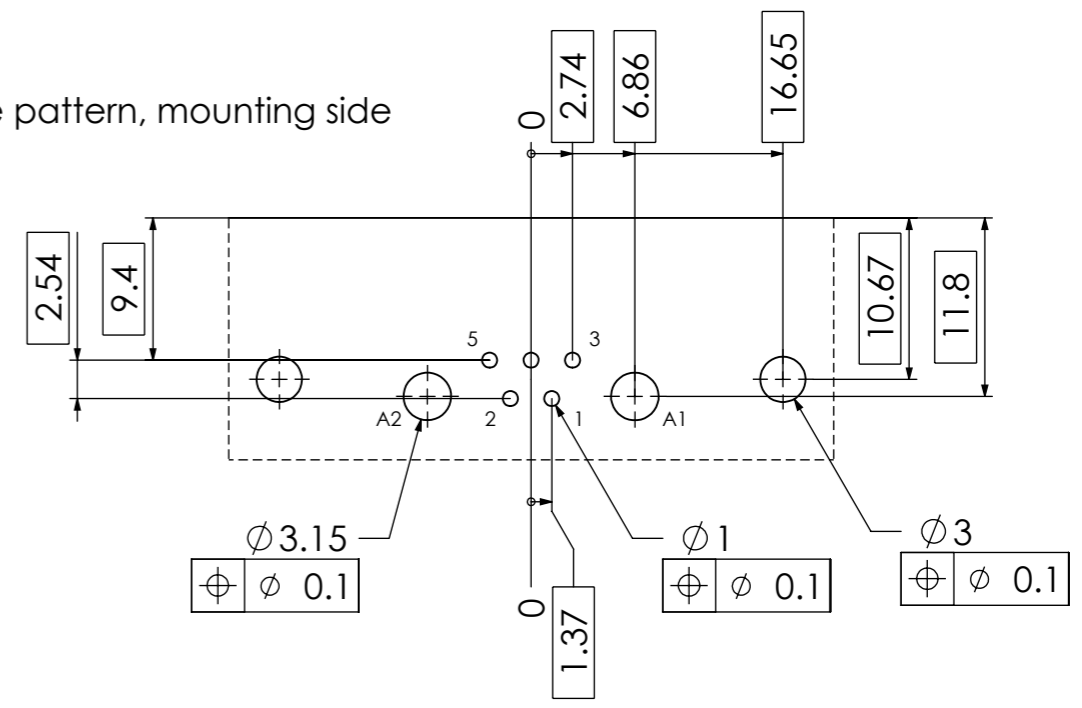 pattern, mounting side
0
2.74
6.86
16.65
2.54
9.4
10.67
11.8
5
3
A2
2
1
A1
⌀3.15
⌖ ⌀ 0.1
⌀1
⌖ ⌀ 0.1
⌀3
⌖ ⌀ 0.1
0
1.37